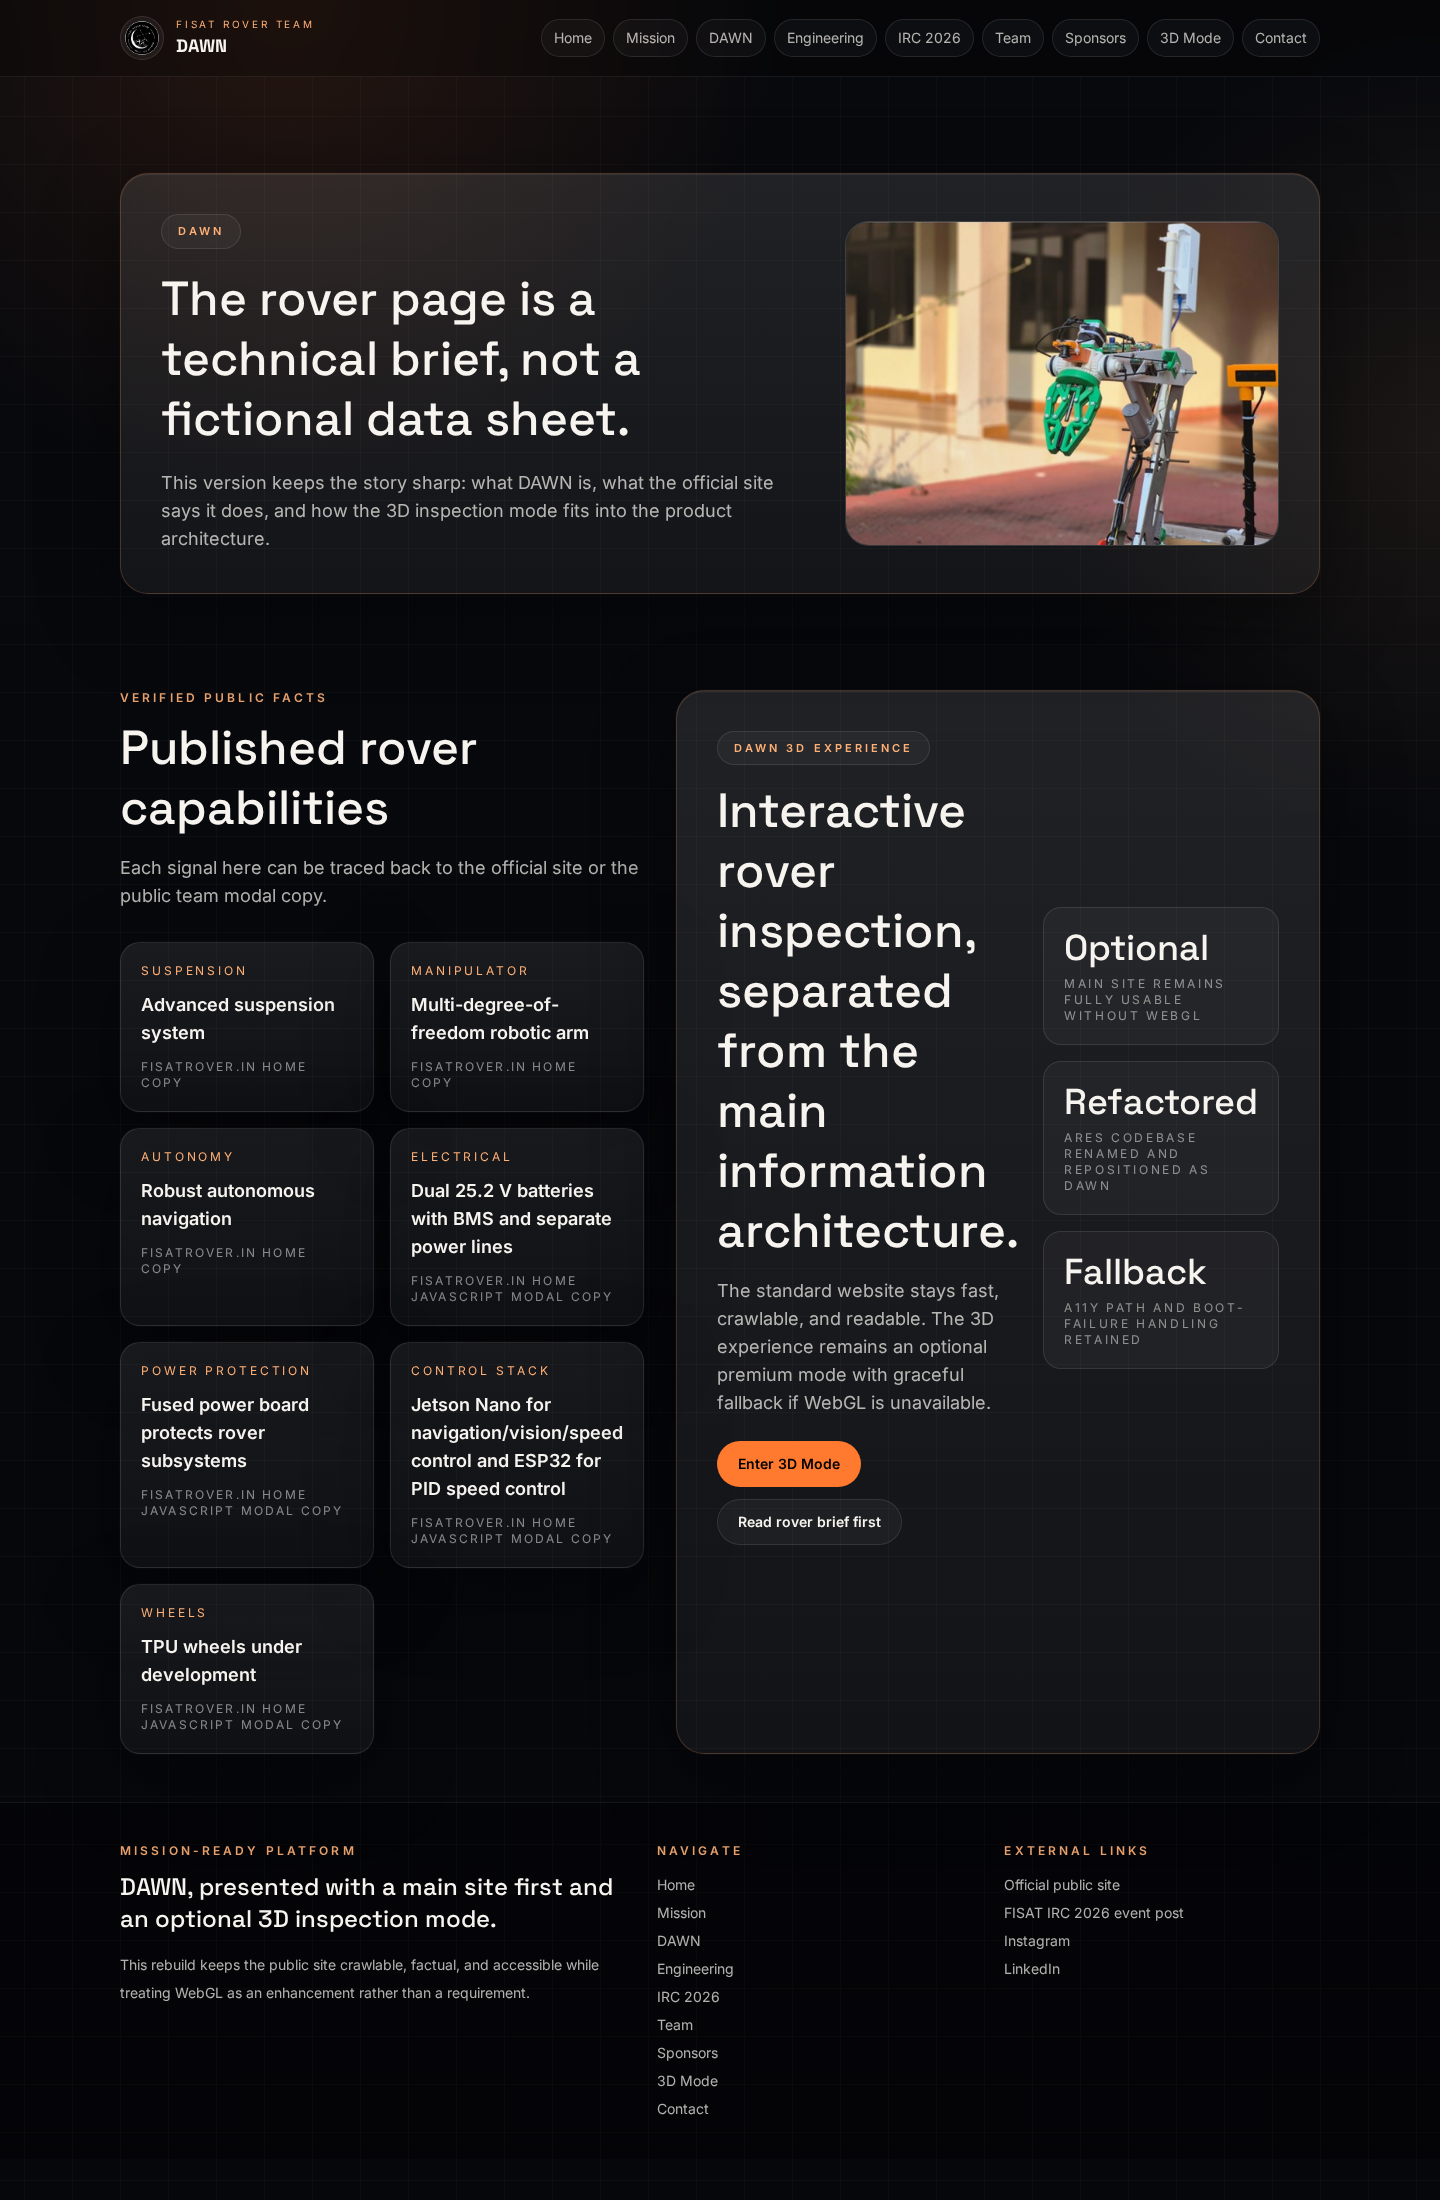 FISAT ROVER TEAM
DAWN
Home
Mission
DAWN
Engineering
IRC 2026
Team
Sponsors
3D Mode
Contact
DAWN
The rover page is a
technical brief, not a
fictional data sheet.
This version keeps the story sharp: what DAWN is, what the official site
says it does, and how the 3D inspection mode fits into the product
architecture.
VERIFIED PUBLIC FACTS
Published rover
capabilities
Each signal here can be traced back to the official site or the
public team modal copy.
SUSPENSION
Advanced suspension
system
FISATROVER.IN HOME
COPY
MANIPULATOR
Multi-degree-of-
freedom robotic arm
FISATROVER.IN HOME
COPY
AUTONOMY
Robust autonomous
navigation
FISATROVER.IN HOME
COPY
ELECTRICAL
Dual 25.2 V batteries
with BMS and separate
power lines
FISATROVER.IN HOME
JAVASCRIPT MODAL COPY
POWER PROTECTION
Fused power board
protects rover
subsystems
FISATROVER.IN HOME
JAVASCRIPT MODAL COPY
CONTROL STACK
Jetson Nano for
navigation/vision/speed
control and ESP32 for
PID speed control
FISATROVER.IN HOME
JAVASCRIPT MODAL COPY
WHEELS
TPU wheels under
development
FISATROVER.IN HOME
JAVASCRIPT MODAL COPY
DAWN 3D EXPERIENCE
Interactive
rover
inspection,
separated
from the
main
information
architecture.
The standard website stays fast,
crawlable, and readable. The 3D
experience remains an optional
premium mode with graceful
fallback if WebGL is unavailable.
Enter 3D Mode
Read rover brief first
Optional
MAIN SITE REMAINS
FULLY USABLE
WITHOUT WEBGL
Refactored
ARES CODEBASE
RENAMED AND
REPOSITIONED AS
DAWN
Fallback
A11Y PATH AND BOOT-
FAILURE HANDLING
RETAINED
MISSION-READY PLATFORM
DAWN, presented with a main site first and
an optional 3D inspection mode.
This rebuild keeps the public site crawlable, factual, and accessible while
treating WebGL as an enhancement rather than a requirement.
NAVIGATE
Home
Mission
DAWN
Engineering
IRC 2026
Team
Sponsors
3D Mode
Contact
EXTERNAL LINKS
Official public site
FISAT IRC 2026 event post
Instagram
LinkedIn